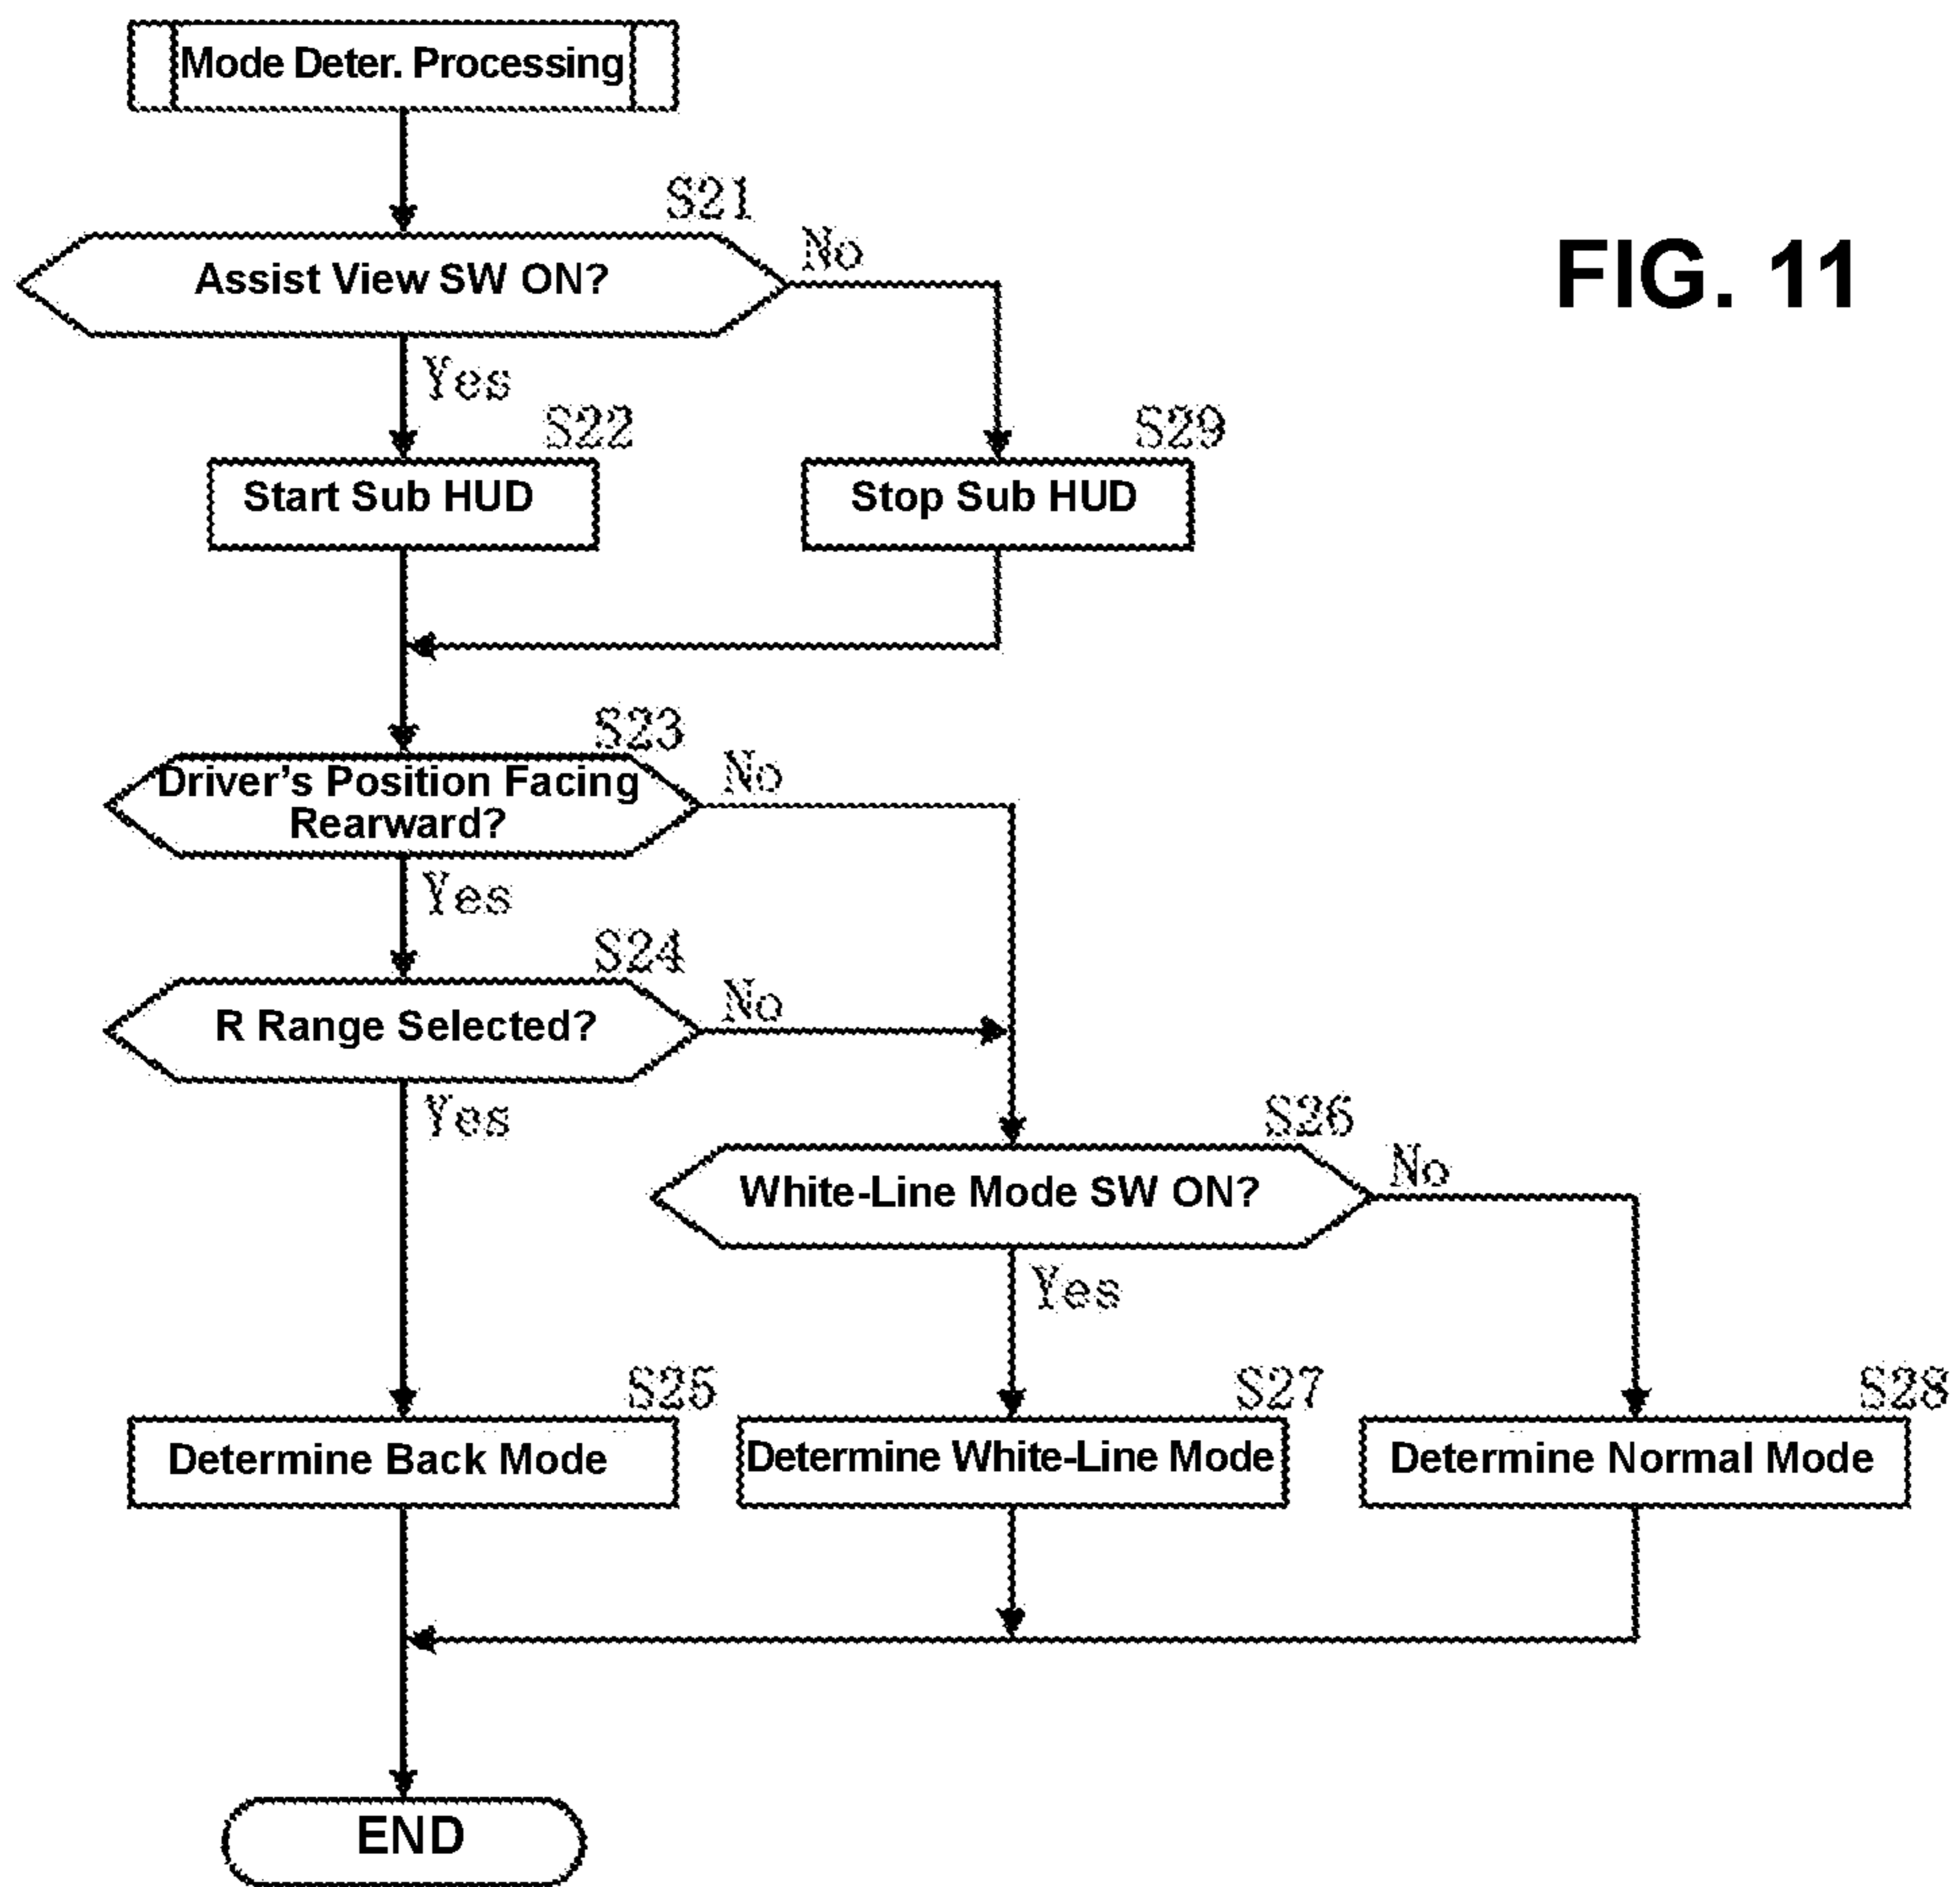 Mode Deter. Processing
S21
Assist View SW ON?
No
FIG. 11
Yes
S22
S29
Start Sub HUD
Stop Sub HUD
S23
Driver's Position Facing
Rearward?
No
Yes
S24
R Range Selected?
No
Yes
S26
White-Line Mode SW ON?
No
Yes
S25
S27
S28
Determine Back Mode
Determine White-Line Mode
Determine Normal Mode
END